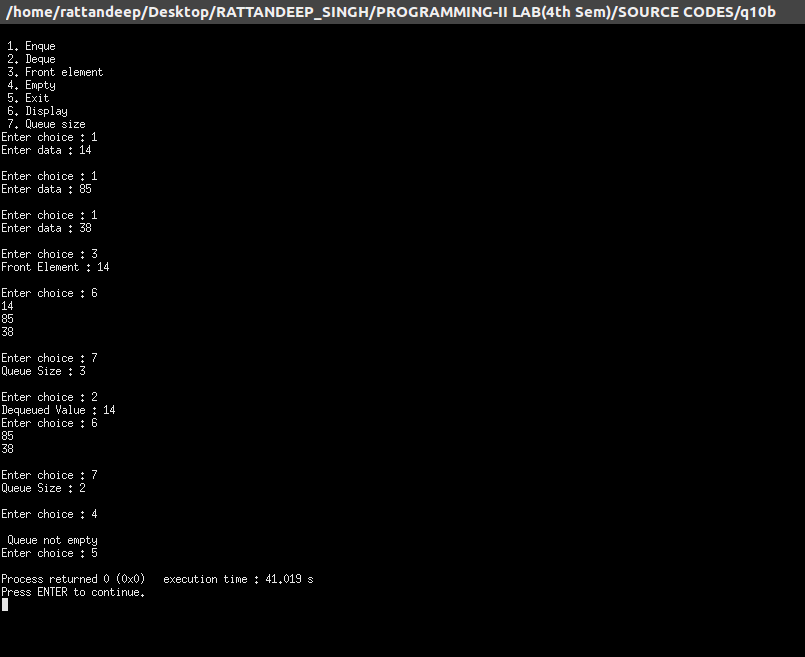 /home/rattandeep/Desktop/RATTANDEEP_SINGH/PROGRAMMING-II LAB(4th Sem)/SOURCE CODES/q10b
1. Enque
2. Deque
3. Front element
4. Empty
5. Exit
6. Display
7. Queue size
Enter choice : 1
Enter data : 14
Enter choice : 1
Enter data : 85
Enter choice : 1
Enter data : 38
Enter choice : 3
Front Element : 14
Enter choice : 6
14
85
38
Enter choice : 7
Queue Size : 3
Enter choice : 2
Dequeued Value : 14
Enter choice : 6
85
38
Enter choice : 7
Queue Size : 2
Enter choice : 4
Queue not empty
Enter choice : 5
Process returned 0 (0x0)   execution time : 41.019 s
Press ENTER to continue.